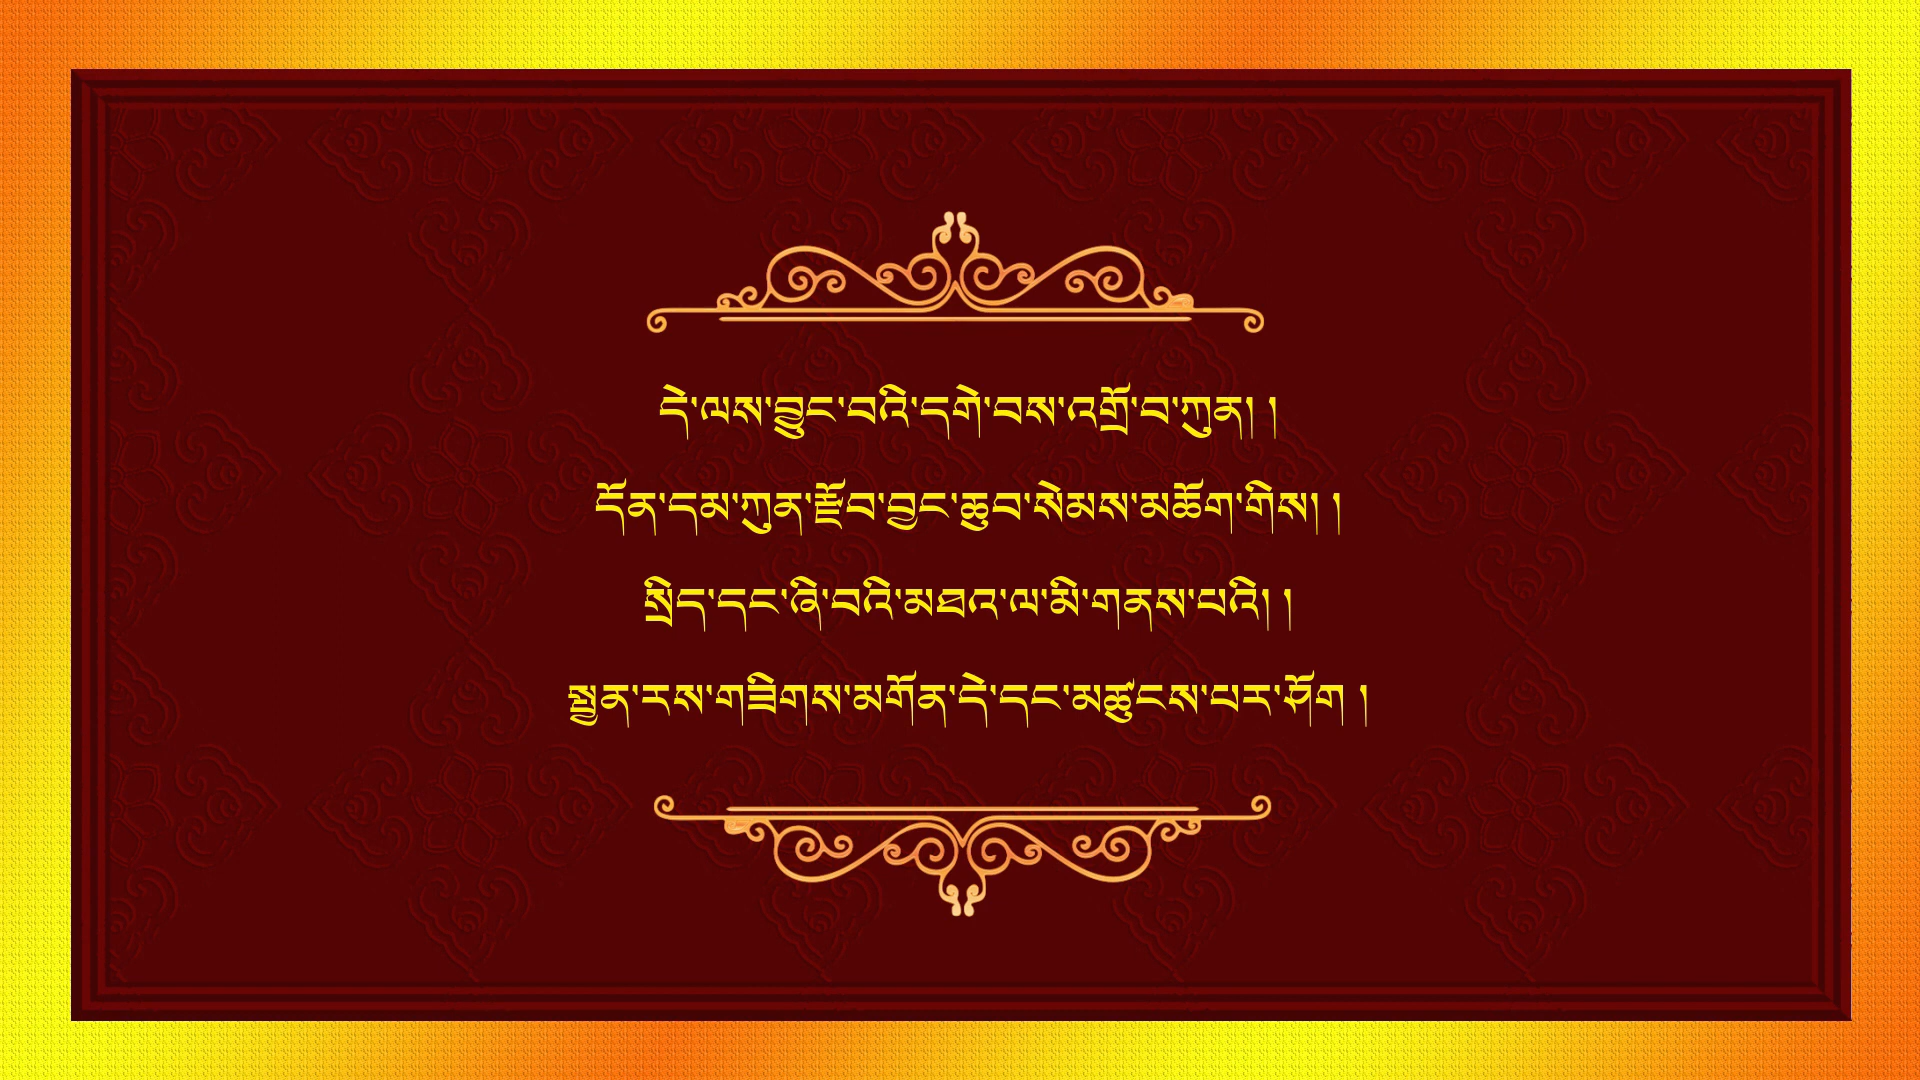 དེ་ལས་བྱུང་བའི་དགེ་བས་འགྲོ་བ་ཀུན། །
དོན་དམ་ཀུན་རྫོབ་བྱང་ཆུབ་སེམས་མཆོག་གིས། །
སྲིད་དང་ཞི་བའི་མཐའ་ལ་མི་གནས་པའི། །
སྤྱན་རས་གཟིགས་མགོན་དེ་དང་མཚུངས་པར་ཤོག །